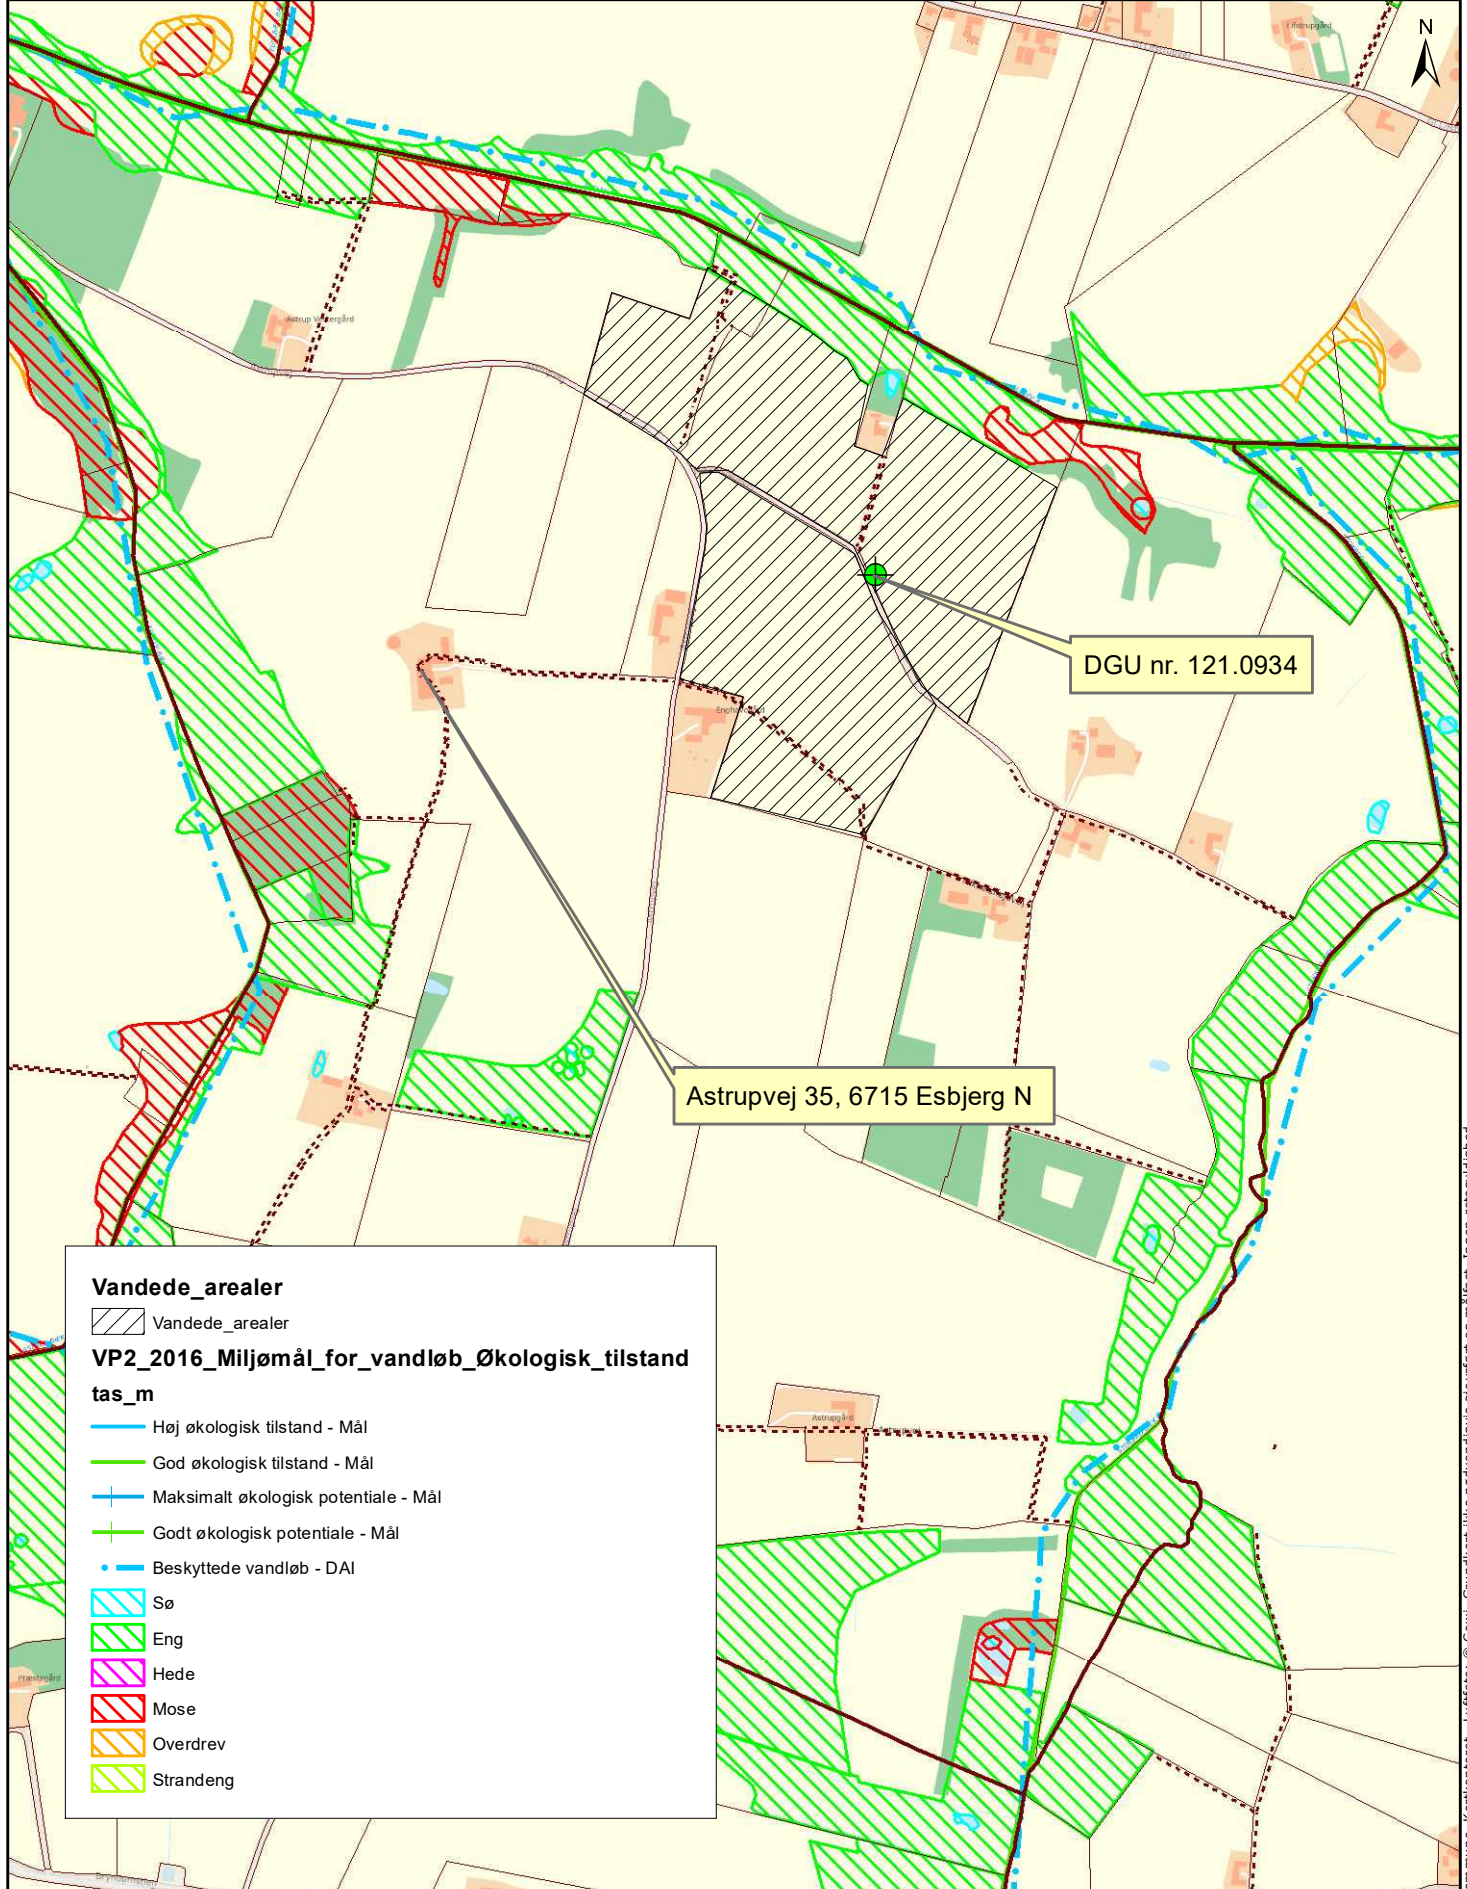 N
Astrup Vestergård
DGU nr. 121.0934
Astrupvej 35, 6715 Esbjerg N
Astrupgård
Præstegård
Vandede_arealer
Vandede_arealer
VP2_2016_Miljømål_for_vandløb_Økologisk_tilstand
tas_m
Høj økologisk tilstand - Mål
God økologisk tilstand - Mål
Maksimalt økologisk potentiale - Mål
Godt økologisk potentiale - Mål
Beskyttede vandløb - DAI
Sø
Eng
Hede
Mose
Overdrev
Strandeng